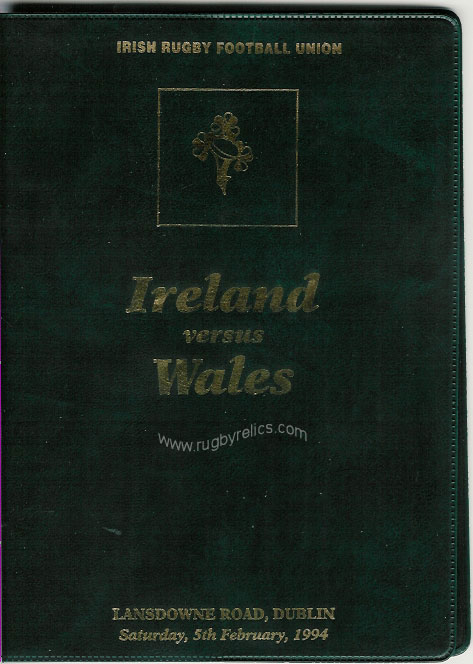 IRISH RUGBY FOOTBALL UNION
Ireland
versus
Wales
www.rugbyrelics.com
LANSDOWNE ROAD, DUBLIN
Saturday, 5th February, 1994